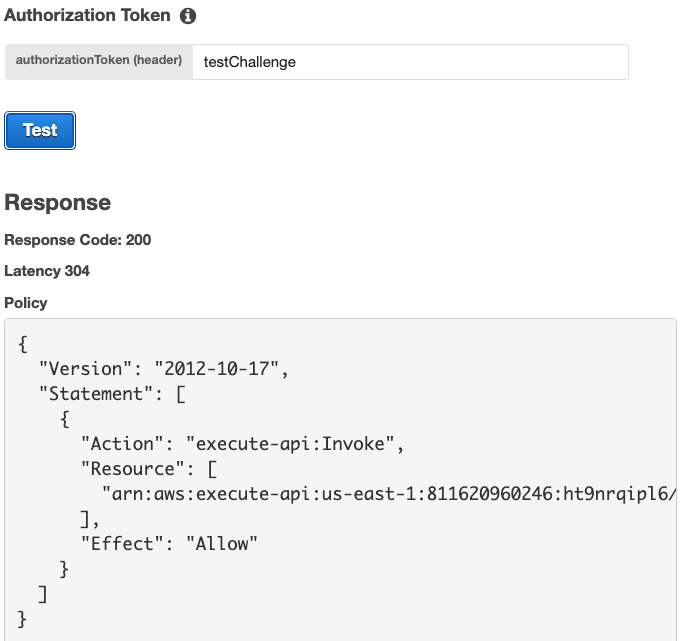 Authorization Token
authorizationToken (header) testChallenge
Test
Response
Response Code: 200
Latency 304
Policy
{
  "Version": "2012-10-17",
  "Statement": [
    {
      "Action": "execute-api:Invoke",
      "Resource": [
        "arn:aws:execute-api:us-east-1:811620960246:ht9nrqipl6/
      ],
      "Effect": "Allow"
    }
  ]
}